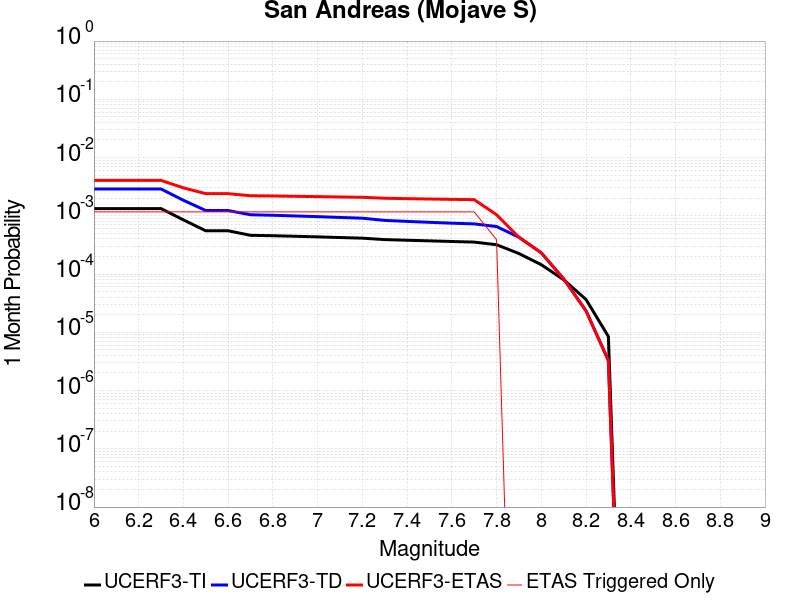 San Andreas (Mojave S)
10^0
10^-1
10^-2
10^-3
10^-4
10^-5
10^-6
10^-7
10^-8
1 Month Probability
6 6.2 6.4 6.6 6.8 7 7.2 7.4 7.6 7.8 8 8.2 8.4 8.6 8.8 9
Magnitude
UCERF3-TI UCERF3-TD UCERF3-ETAS ETAS Triggered Only